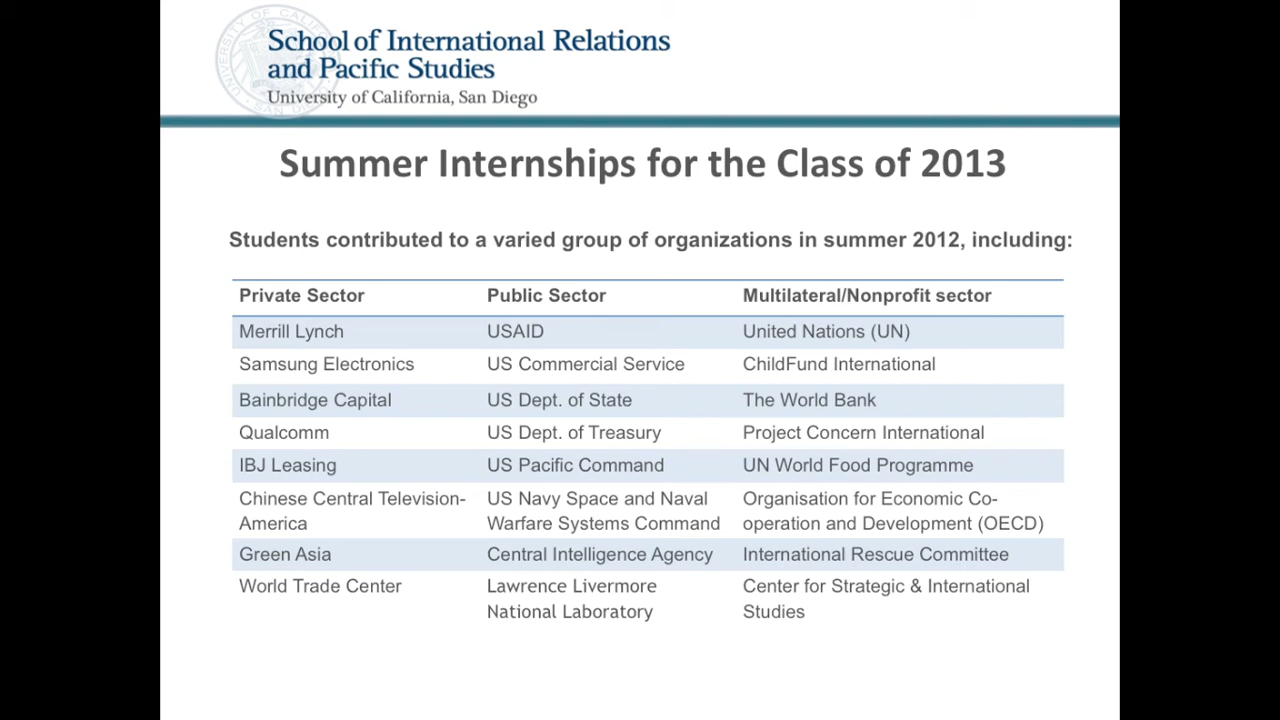 School of International Relations
and Pacific Studies
University of California, San Diego
Summer Internships for the Class of 2013
Students contributed to a varied group of organizations in summer 2012, including:
Private Sector Public Sector Multilateral/Nonprofit sector
Merrill Lynch USAID United Nations (UN)
Samsung Electronics US Commercial Service ChildFund International
Bainbridge Capital US Dept. of State The World Bank
Qualcomm US Dept. of Treasury Project Concern International
IBJ Leasing US Pacific Command UN World Food Programme
Chinese Central Television- US Navy Space and Naval Organisation for Economic Co-
America Warfare Systems Command operation and Development (OECD)
Green Asia Central Intelligence Agency International Rescue Committee
World Trade Center Lawrence Livermore Center for Strategic & International
National Laboratory Studies